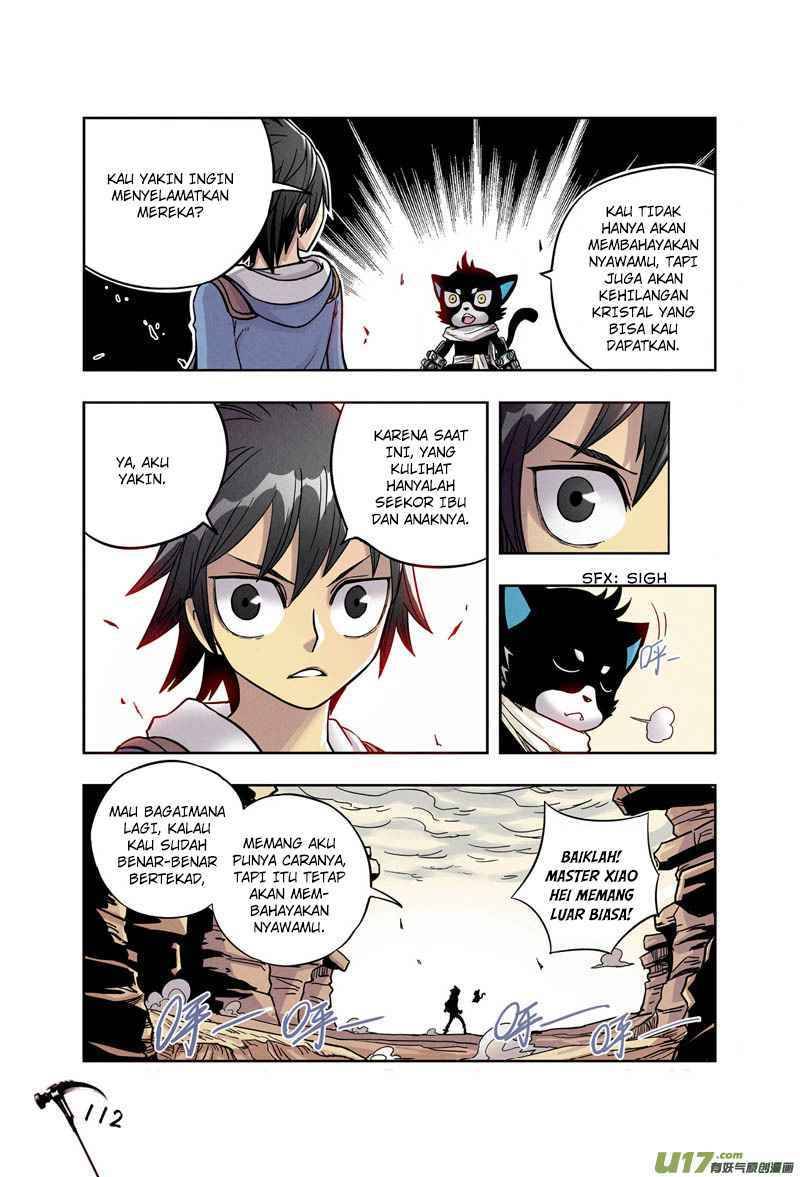 KAU YAKIN INGIN
MENYELAMATKAN
MEREKA?
KAU TIDAK
HANYA AKAN
MEMBAHAYAKAN
NYAWAMU, TAPI
JUGA AKAN
KEHILANGAN
KRISTAL YANG
BISA KAU
DAPATKAN.
YA, AKU
YAKIN.
KARENA SAAT
INI, YANG
KULIHAT
HANYALAH
SEEKOR IBU
DAN ANAKNYA.
SFX: SIGH
呼—
MAU BAGAIMANA
LAGI, KALAU
KAU SUDAH
BENAR-BENAR
BERTEKAD,
MEMANG AKU
PUNYA CARANYA,
TAPI ITU TETAP
AKAN MEM-
BAHAYAKAN
NYAWAMU.
BAIKLAH!
MASTER XIAO
HEI MEMANG
LUAR BIASA!
呼— 呼— 呼— 呼—
112
U17.com
有妖气原创漫画